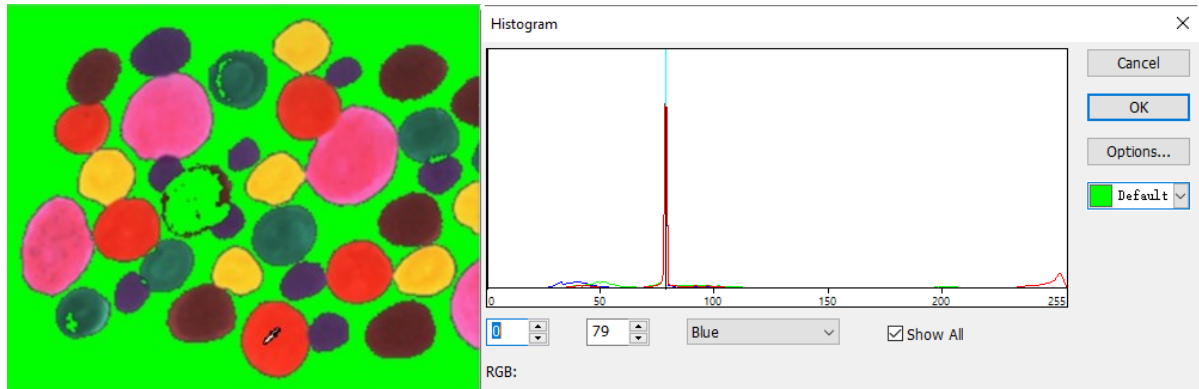 Histogram
Cancel
OK
Options...
Default
0 50 100 150 200 255
0 79 Blue Show All
RGB: